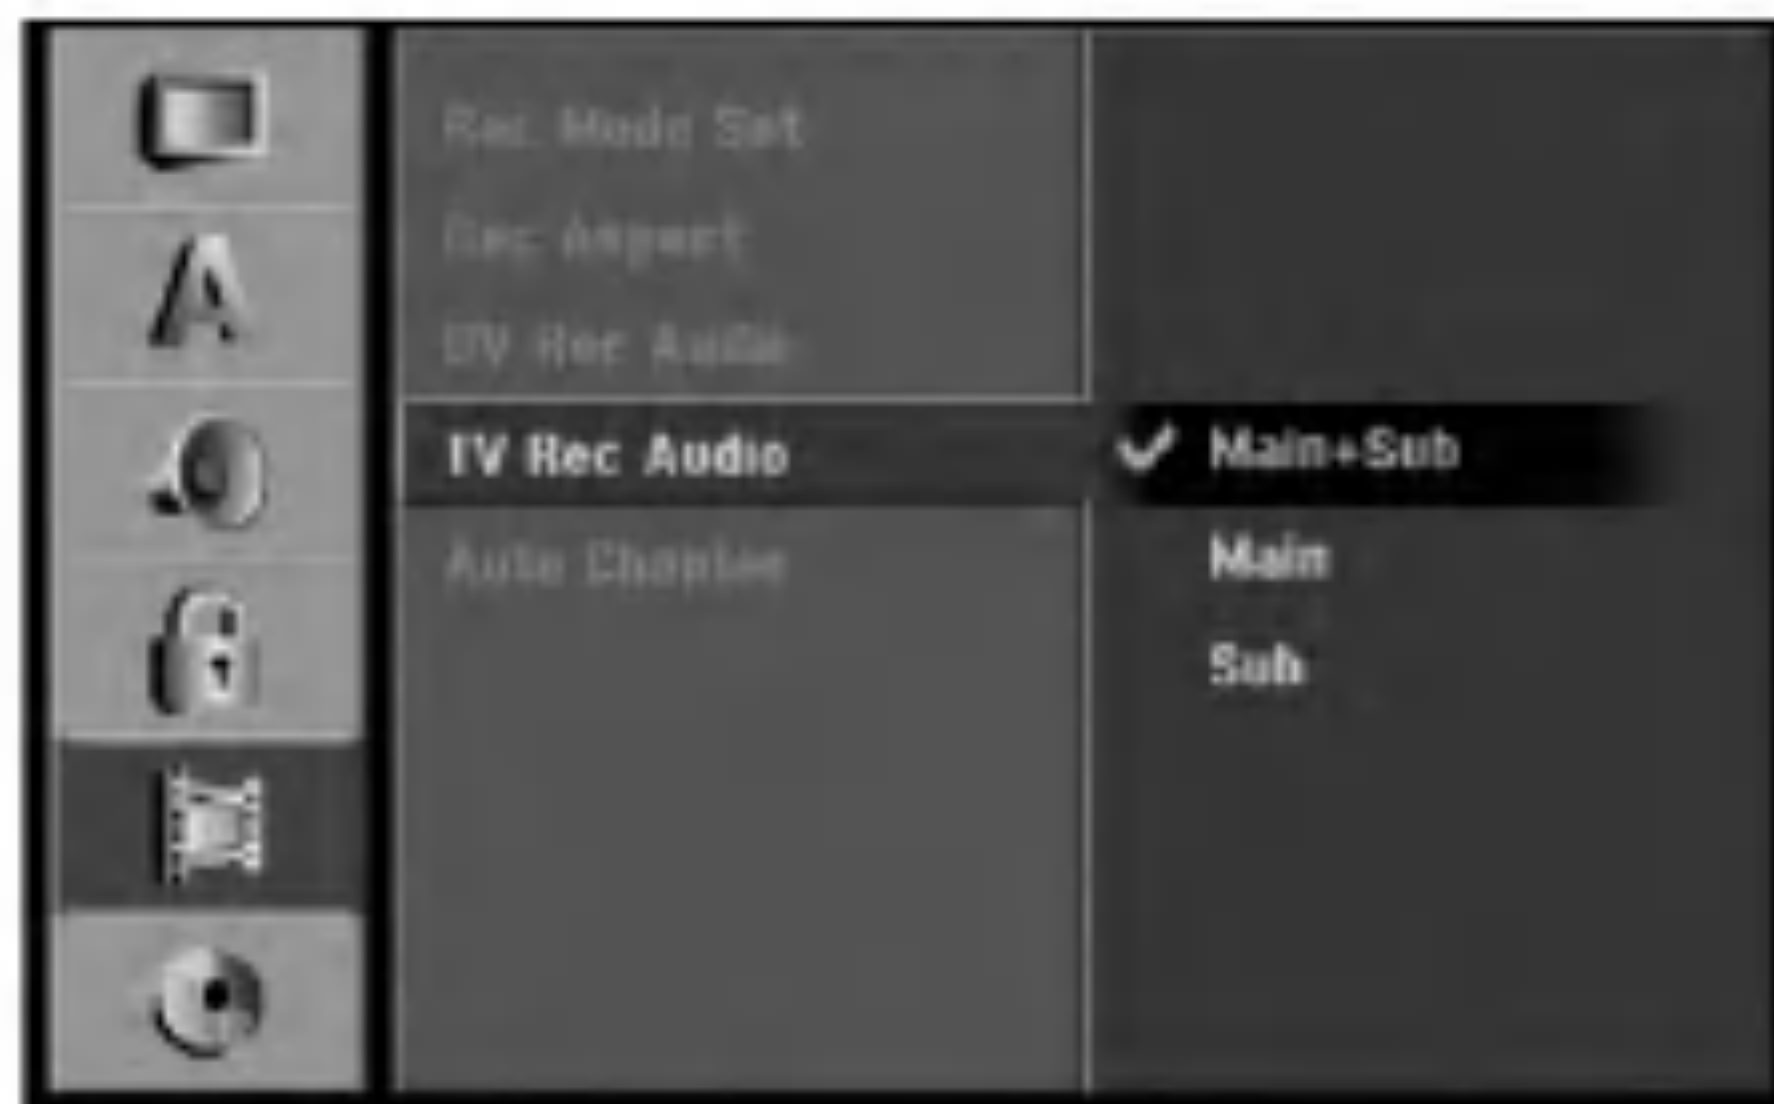 A
Rec Mode Set
Rec Aspect
DV Rec Audio
TV Rec Audio
Auto Chapter
Main+Sub
Main
Sub